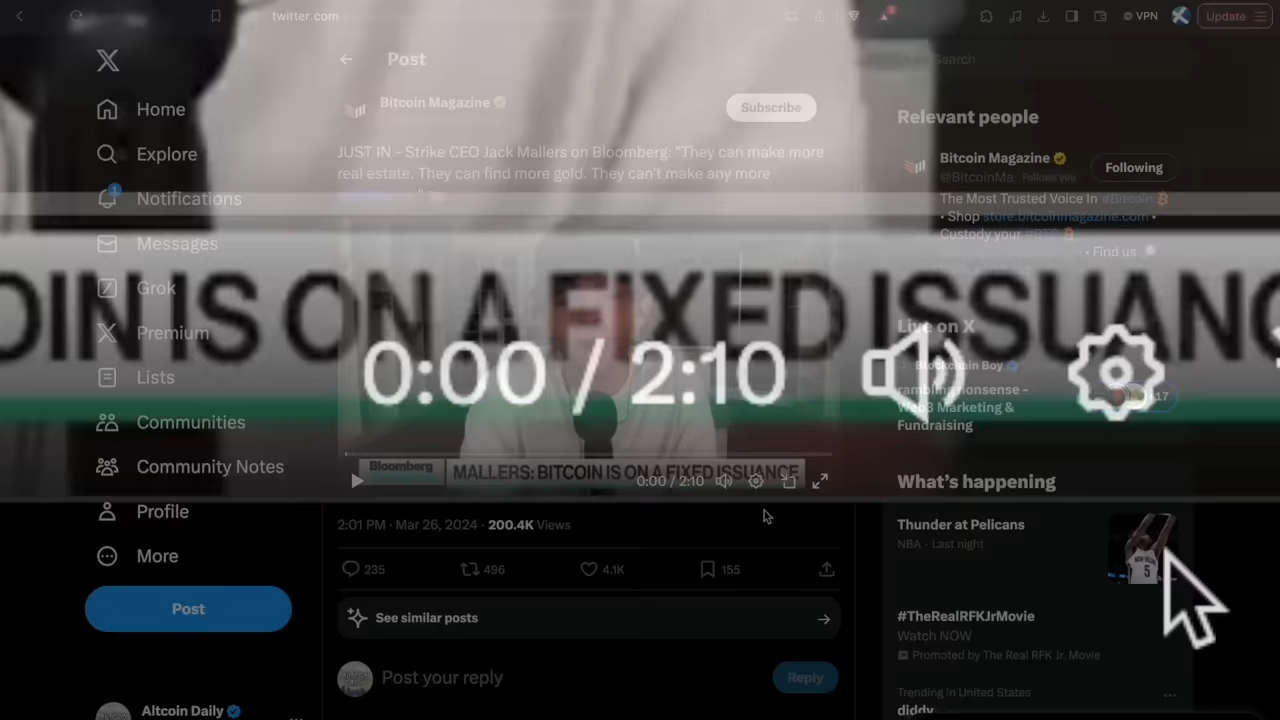 twitter.com
VPN
Update
Post
Search
Home
Explore
1
Notifications
Messages
Grok
Premium
Lists
Communities
Community Notes
Profile
More
Post
Altcoin Daily
Bitcoin Magazine
Subscribe
JUST IN - Strike CEO Jack Mallers on Bloomberg: "They can make more
real estate. They can find more gold. They can't make any more
OIN IS ON A FIXED ISSUANC
0:00 / 2:10
Bloomberg
MALLERS: BITCOIN IS ON A FIXED ISSUANCE
0:00 / 2:10
2:01 PM · Mar 26, 2024 · 200.4K Views
235
496
4.1K
155
See similar posts
Post your reply
Reply
Relevant people
Bitcoin Magazine
@BitcoinMa
Follows you
Following
The Most Trusted Voice In #Bitcoin
• Shop store.bitcoinmagazine.com •
Custody your #BTC
• Find us
Live on X
Blockchain Boy
rambling nonsense -
Web3 Marketing &
Fundraising
17
What's happening
Thunder at Pelicans
NBA · Last night
#TheRealRFKJrMovie
Watch NOW
Promoted by The Real RFK Jr. Movie
Trending in United States
diddy